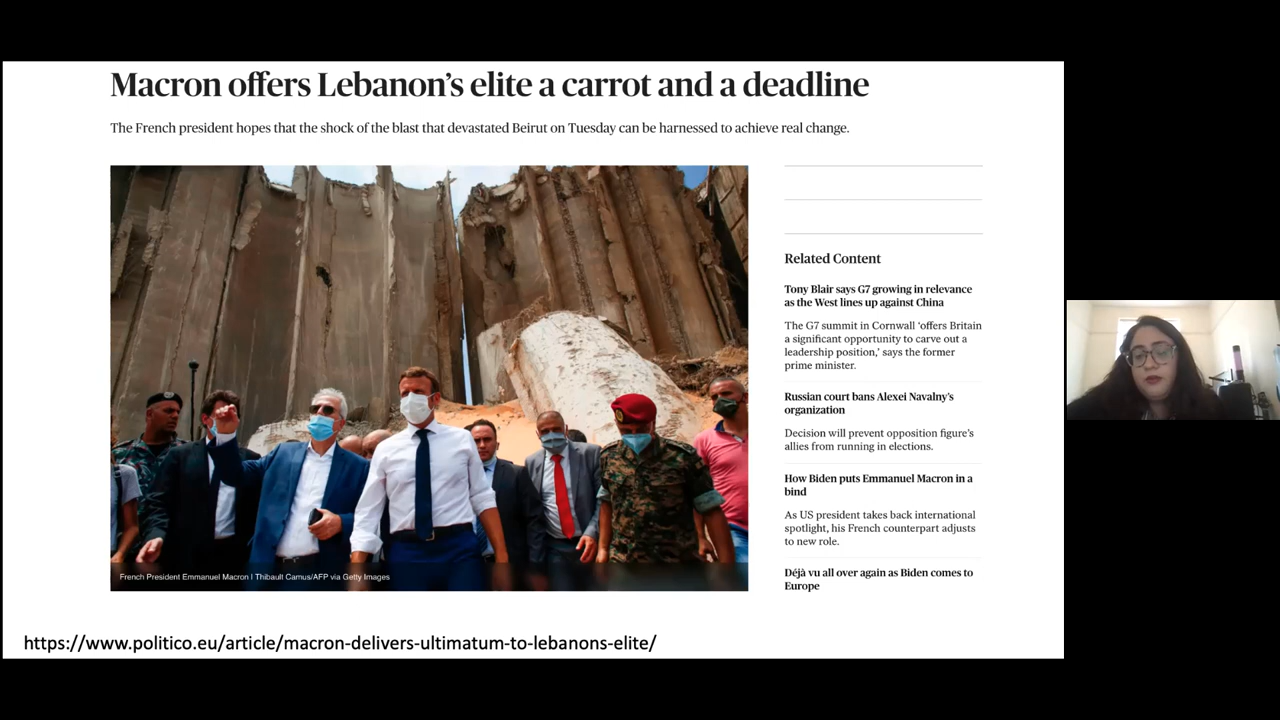 Macron offers Lebanon's elite a carrot and a deadline
The French president hopes that the shock of the blast that devastated Beirut on Tuesday can be harnessed to achieve real change.
French President Emmanuel Macron | Thibault Camus/AFP via Getty Images
Related Content
Tony Blair says G7 growing in relevance
as the West lines up against China
The G7 summit in Cornwall ‘offers Britain
a significant opportunity to carve out a
leadership position,’ says the former
prime minister.
Russian court bans Alexei Navalny’s
organization
Decision will prevent opposition figure’s
allies from running in elections.
How Biden puts Emmanuel Macron in a
bind
As US president takes back international
spotlight, his French counterpart adjusts
to new role.
Déjà vu all over again as Biden comes to
Europe
https://www.politico.eu/article/macron-delivers-ultimatum-to-lebanons-elite/